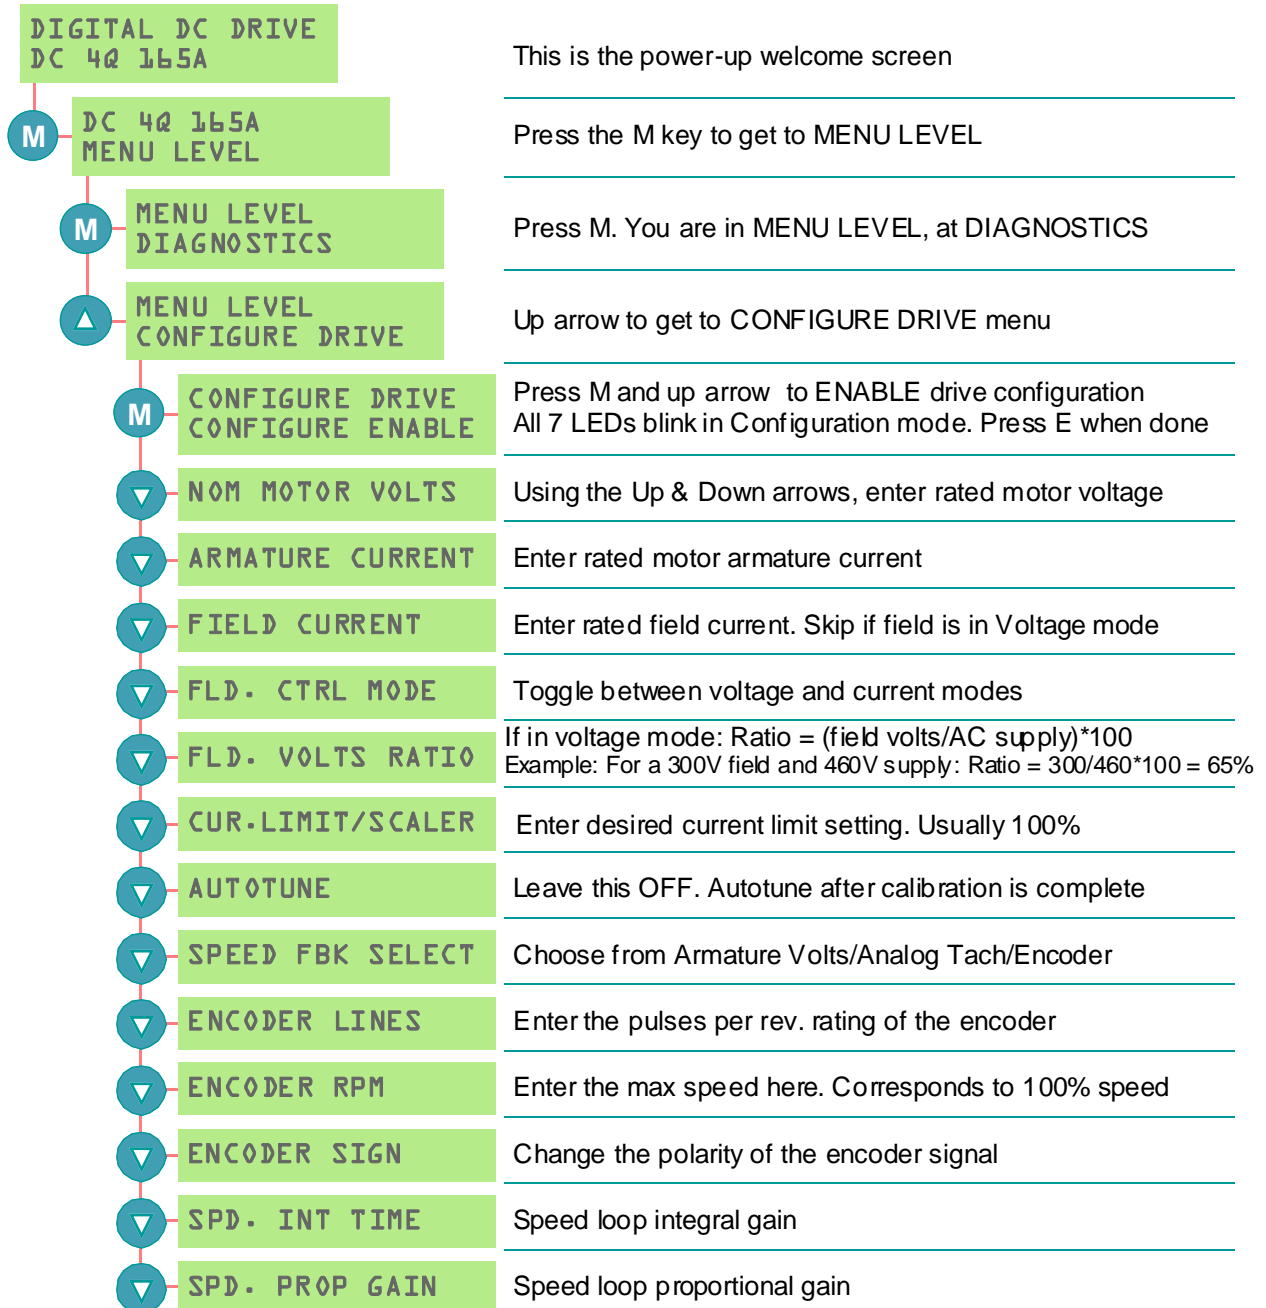 DIGITAL DC DRIVE
DC 4Q 165A
This is the power-up welcome screen
M
DC 4Q 165A
MENU LEVEL
Press the M key to get to MENU LEVEL
M
MENU LEVEL
DIAGNOSTICS
Press M. You are in MENU LEVEL, at DIAGNOSTICS
MENU LEVEL
CONFIGURE DRIVE
Up arrow to get to CONFIGURE DRIVE menu
M
CONFIGURE DRIVE
CONFIGURE ENABLE
Press M and up arrow to ENABLE drive configuration
All 7 LEDs blink in Configuration mode. Press E when done
NOM MOTOR VOLTS
Using the Up & Down arrows, enter rated motor voltage
ARMATURE CURRENT
Enter rated motor armature current
FIELD CURRENT
Enter rated field current. Skip if field is in Voltage mode
FLD. CTRL MODE
Toggle between voltage and current modes
FLD. VOLTS RATIO
If in voltage mode: Ratio = (field volts/AC supply)*100
Example: For a 300V field and 460V supply: Ratio = 300/460*100 = 65%
CUR.LIMIT/SCALER
Enter desired current limit setting. Usually 100%
AUTOTUNE
Leave this OFF. Autotune after calibration is complete
SPEED FBK SELECT
Choose from Armature Volts/Analog Tach/Encoder
ENCODER LINES
Enter the pulses per rev. rating of the encoder
ENCODER RPM
Enter the max speed here. Corresponds to 100% speed
ENCODER SIGN
Change the polarity of the encoder signal
SPD. INT TIME
Speed loop integral gain
SPD. PROP GAIN
Speed loop proportional gain